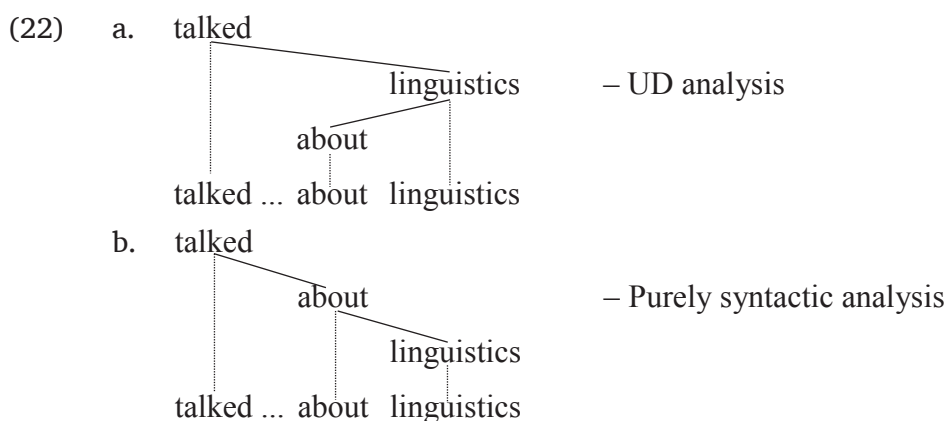 (22) a. talked
linguistics – UD analysis
about
talked ... about linguistics
b. talked
about – Purely syntactic analysis
linguistics
talked ... about linguistics